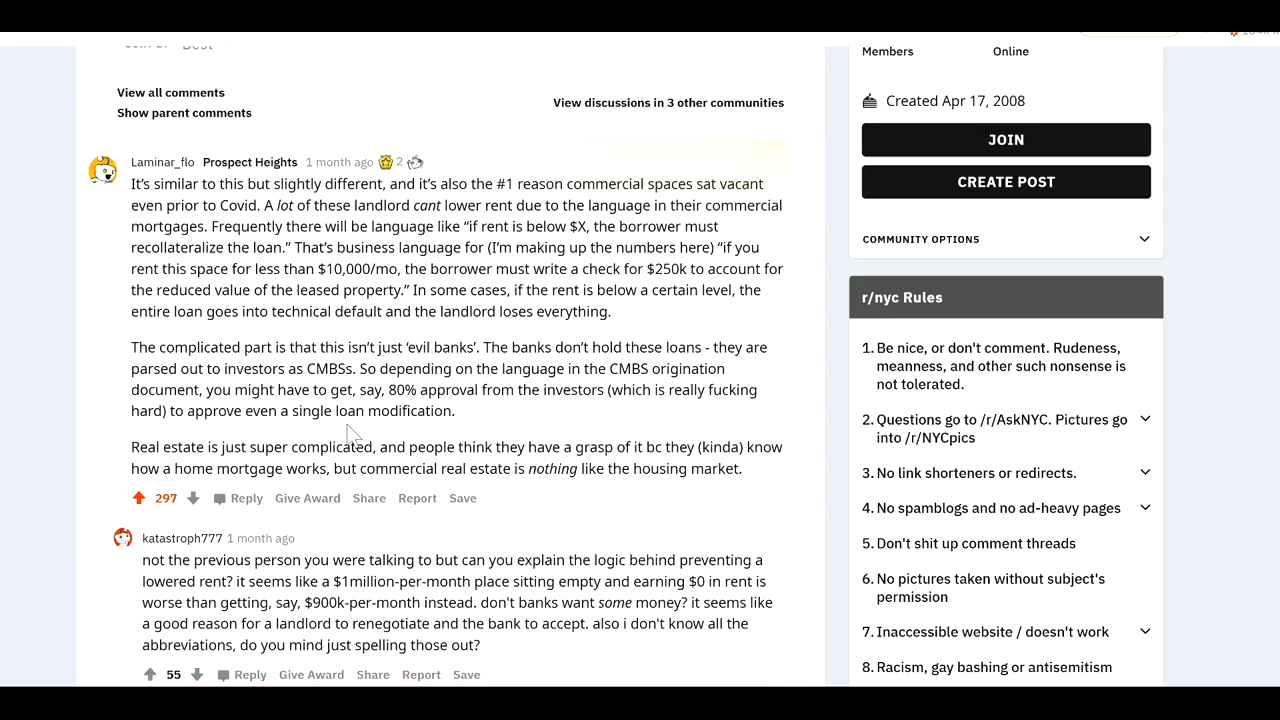 Members Online
Created Apr 17, 2008
JOIN
CREATE POST
COMMUNITY OPTIONS
View all comments
Show parent comments
View discussions in 3 other communities
Laminar_flo Prospect Heights 1 month ago 2
It’s similar to this but slightly different, and it’s also the #1 reason commercial spaces sat vacant
even prior to Covid. A lot of these landlord cant lower rent due to the language in their commercial
mortgages. Frequently there will be language like “if rent is below $X, the borrower must
recollateralize the loan.” That’s business language for (I’m making up the numbers here) “if you
rent this space for less than $10,000/mo, the borrower must write a check for $250k to account for
the reduced value of the leased property.” In some cases, if the rent is below a certain level, the
entire loan goes into technical default and the landlord loses everything.
The complicated part is that this isn’t just ‘evil banks’. The banks don’t hold these loans - they are
parsed out to investors as CMBSs. So depending on the language in the CMBS origination
document, you might have to get, say, 80% approval from the investors (which is really fucking
hard) to approve even a single loan modification.
Real estate is just super complicated, and people think they have a grasp of it bc they (kinda) know
how a home mortgage works, but commercial real estate is nothing like the housing market.
297 Reply Give Award Share Report Save
katastroph777 1 month ago
not the previous person you were talking to but can you explain the logic behind preventing a
lowered rent? it seems like a $1million-per-month place sitting empty and earning $0 in rent is
worse than getting, say, $900k-per-month instead. don't banks want some money? it seems like
a good reason for a landlord to renegotiate and the bank to accept. also i don't know all the
abbreviations, do you mind just spelling those out?
55 Reply Give Award Share Report Save
r/nyc Rules
1. Be nice, or don't comment. Rudeness,
meanness, and other such nonsense is
not tolerated.
2. Questions go to /r/AskNYC. Pictures go
into /r/NYCpics
3. No link shorteners or redirects.
4. No spamblogs and no ad-heavy pages
5. Don't shit up comment threads
6. No pictures taken without subject's
permission
7. Inaccessible website / doesn't work
8. Racism, gay bashing or antisemitism